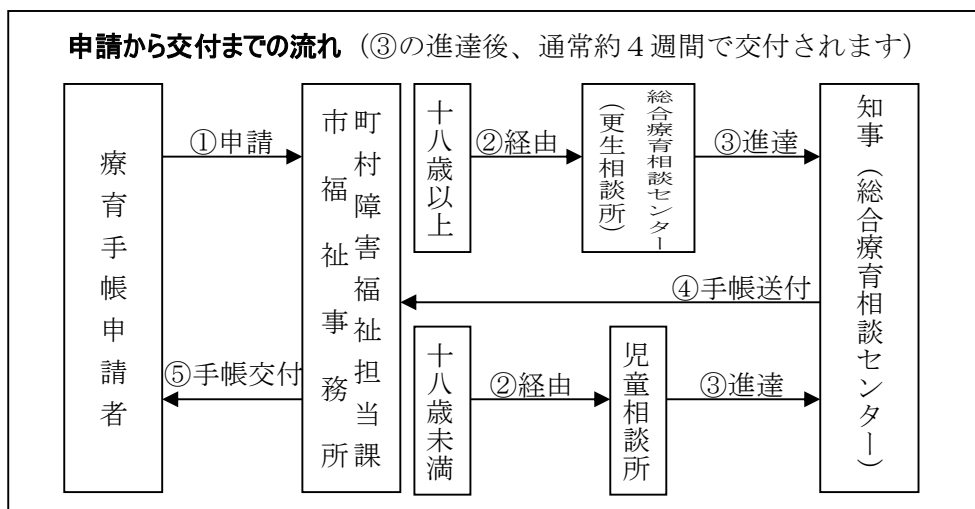 申請から交付までの流れ（③の進達後、通常約４週間で交付されます）
療育手帳申請者
①申請
⑤手帳交付
町村障害福祉担当課
市福祉事務所
十八歳以上
②経由
総合療育相談センター
（更生相談所）
③進達
④手帳送付
十八歳未満
②経由
児童相談所
③進達
知事（総合療育相談センター）